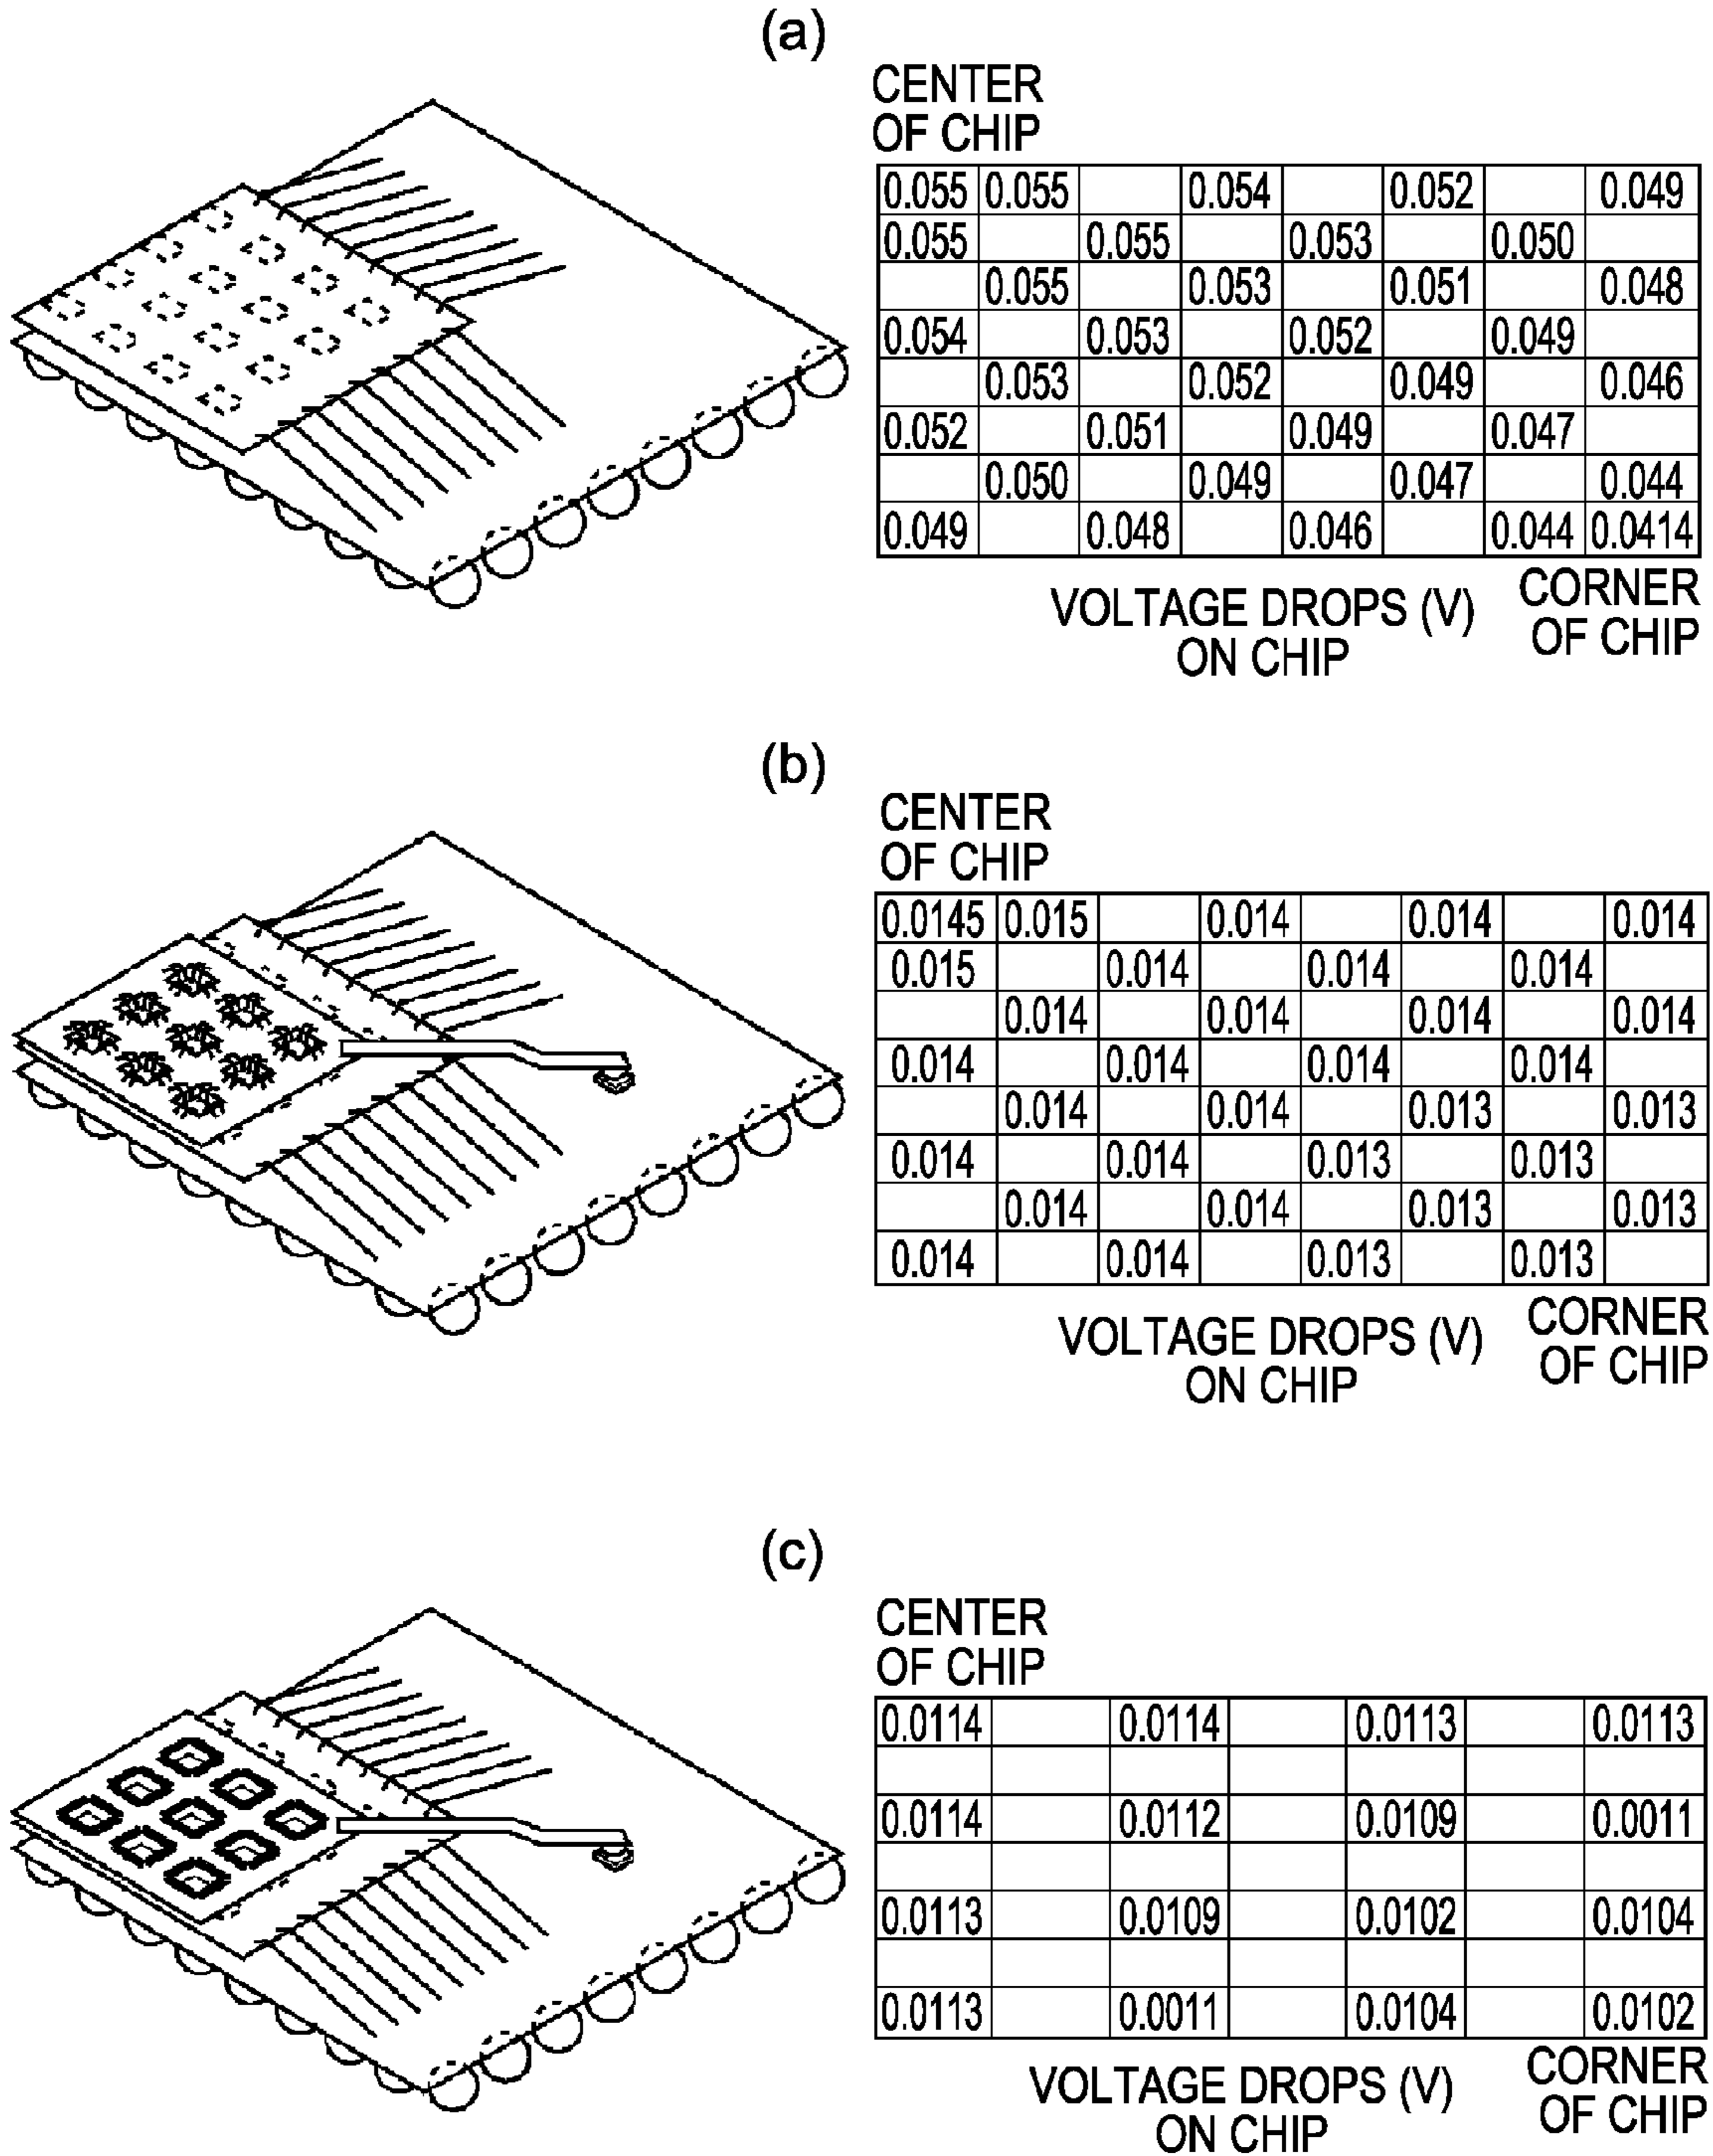 (a)
CENTER
OF CHIP
0.055 0.055 0.054 0.052 0.049
0.055 0.055 0.053 0.050
0.055 0.053 0.051 0.048
0.054 0.053 0.052 0.049
0.053 0.052 0.049 0.046
0.052 0.051 0.049 0.047
0.050 0.049 0.047 0.044
0.049 0.048 0.046 0.044 0.0414
VOLTAGE DROPS (V)
ON CHIP
CORNER
OF CHIP
(b)
CENTER
OF CHIP
0.0145 0.015 0.014 0.014 0.014
0.015 0.014 0.014 0.014
0.014 0.014 0.014 0.014
0.014 0.014 0.014 0.014
0.014 0.014 0.013 0.013
0.014 0.014 0.013 0.013
0.014 0.014 0.013 0.013
0.014 0.014 0.013 0.013
VOLTAGE DROPS (V)
ON CHIP
CORNER
OF CHIP
(c)
CENTER
OF CHIP
0.0114 0.0114 0.0113 0.0113
0.0114 0.0112 0.0109 0.0011
0.0113 0.0109 0.0102 0.0104
0.0113 0.0011 0.0104 0.0102
VOLTAGE DROPS (V)
ON CHIP
CORNER
OF CHIP